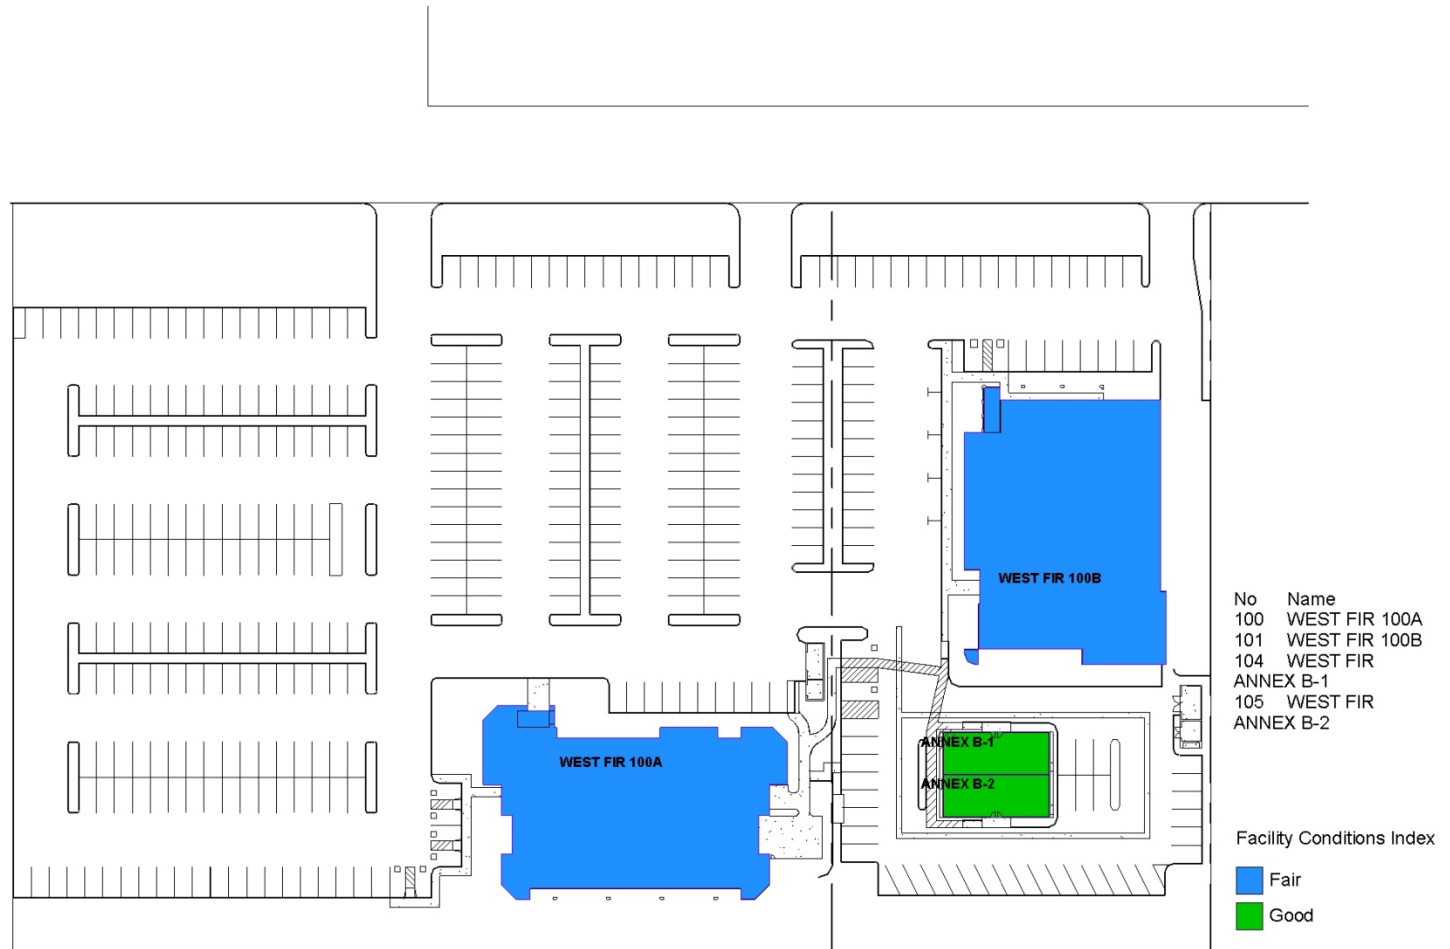 WEST FIR 100B
No Name
100 WEST FIR 100A
101 WEST FIR 100B
104 WEST FIR
ANNEX B-1
105 WEST FIR
ANNEX B-2
ANNEX B-1
WEST FIR 100A
ANNEX B-2
Facility Conditions Index
Fair
Good